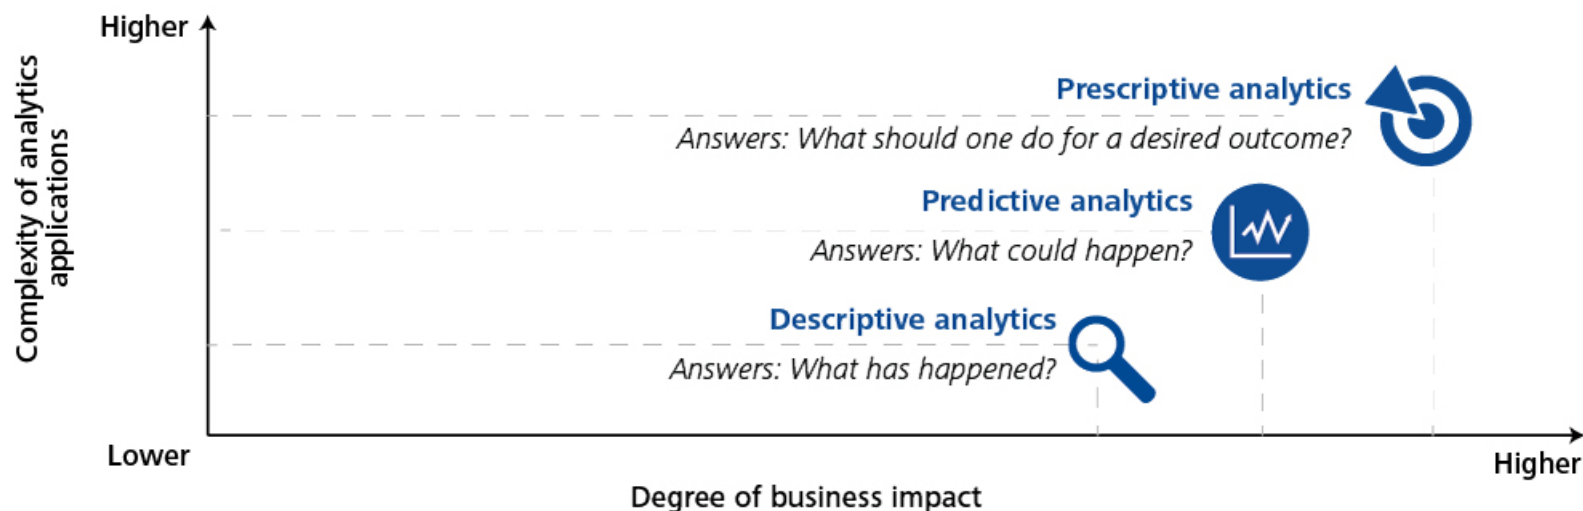 Higher
Complexity of analytics
applications
Prescriptive analytics
Answers: What should one do for a desired outcome?
Predictive analytics
Answers: What could happen?
Descriptive analytics
Answers: What has happened?
Lower
Higher
Degree of business impact